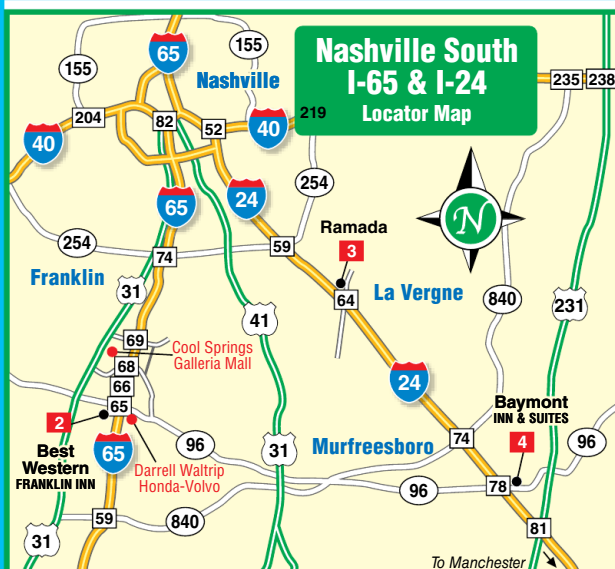 65
155
155
Nashville South
I-65 & I-24
Locator Map
Nashville
235
238
204
82
52
40
219
40
65
24
254
254
59
74
Ramada
3
Franklin
31
La Vergne
N
64
840
231
41
69
Cool Springs
Galleria Mall
68
66
65
24
2
Best
Western
FRANKLIN INN
65
Darrell Waltrip
Honda-Volvo
96
31
Murfreesboro
74
Baymont
INN & SUITES
4
96
96
78
59
840
31
81
To Manchester